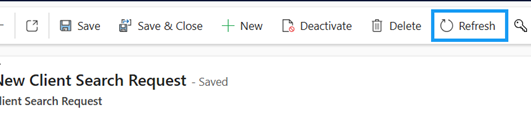 Save Save & Close New Deactivate Delete Refresh
New Client Search Request - Saved
lient Search Request